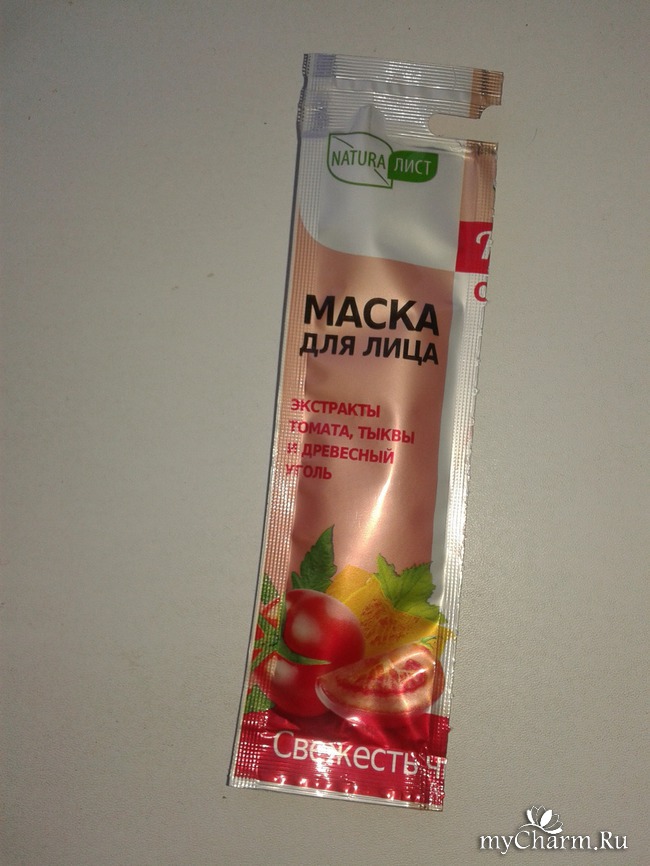 NATURA ЛИСТ
МАСКА
ДЛЯ ЛИЦА
ЭКСТРАКТЫ
ТОМАТА, ТЫКВЫ
И ДРЕВЕСНЫЙ
УГОЛЬ
Свежесть
myCharm.Ru